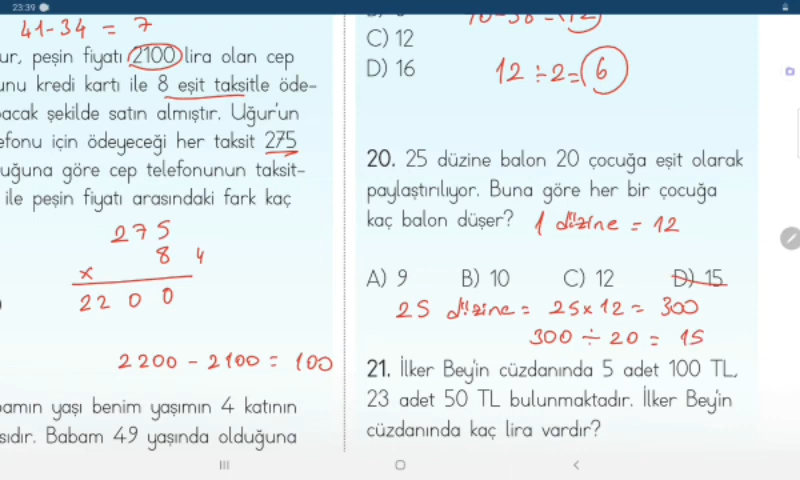 23:39
41-34 = 7
ur, peşin fiyatı 2100 lira olan cep
unu kredi kartı ile 8 eşit taksitle öde-
acak şekilde satın almıştır. Uğur'un
efonu için ödeyeceği her taksit 275
uğuna göre cep telefonunun taksit-
ile peşin fiyatı arasındaki fark kaç
275
8 4
x
2200
2200 - 2100 = 100
amın yaşı benim yaşımın 4 katının
sıdır. Babam 49 yaşında olduğuna
C) 12
D) 16
12 ÷ 2 = 6
20. 25 düzine balon 20 çocuğa eşit olarak
paylaştırılıyor. Buna göre her bir çocuğa
kaç balon düşer? 1 düzine = 12
A) 9 B) 10 C) 12 D) 15
25 düzine = 25 x 12 = 300
300 ÷ 20 = 15
21. İlker Bey'in cüzdanında 5 adet 100 TL,
23 adet 50 TL bulunmaktadır. İlker Bey'in
cüzdanında kaç lira vardır?